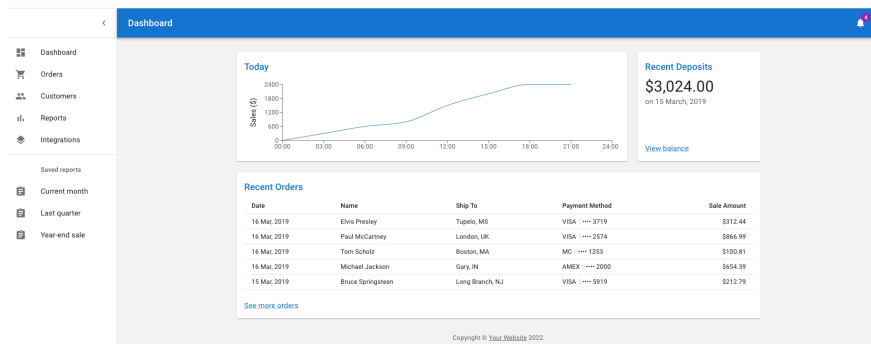 Dashboard
4
Dashboard
Orders
Customers
Reports
Integrations
Saved reports
Current month
Last quarter
Year-end sale
Today
Sales ($)
2400
1800
1200
600
0
00:00 03:00 06:00 09:00 12:00 15:00 18:00 21:00 24:00
Recent Deposits
$3,024.00
on 15 March, 2019
View balance
Recent Orders
Date Name Ship To Payment Method Sale Amount
16 Mar, 2019 Elvis Presley Tupelo, MS VISA ⠀•••• 3719 $312.44
16 Mar, 2019 Paul McCartney London, UK VISA ⠀•••• 2574 $866.99
16 Mar, 2019 Tom Scholz Boston, MA MC ⠀•••• 1253 $100.81
16 Mar, 2019 Michael Jackson Gary, IN AMEX ⠀•••• 2000 $654.39
15 Mar, 2019 Bruce Springsteen Long Branch, NJ VISA ⠀•••• 5919 $212.79
See more orders
Copyright © Your Website 2022.